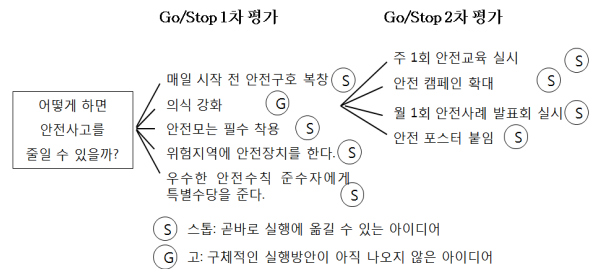 Go/Stop 1차 평가
Go/Stop 2차 평가
어떻게 하면
안전사고를
줄일 수 있을까?
매일 시작 전 안전구호 복창 S
의식 강화 G
안전모는 필수 착용 S
위험지역에 안전장치를 한다. S
우수한 안전수칙 준수자에게
특별수당을 준다. S
주 1회 안전교육 실시 S
안전 캠페인 확대 S
월 1회 안전사례 발표회 실시 S
안전 포스터 붙임 S
S 스톱: 곧바로 실행에 옮길 수 있는 아이디어
G 고: 구체적인 실행방안이 아직 나오지 않은 아이디어